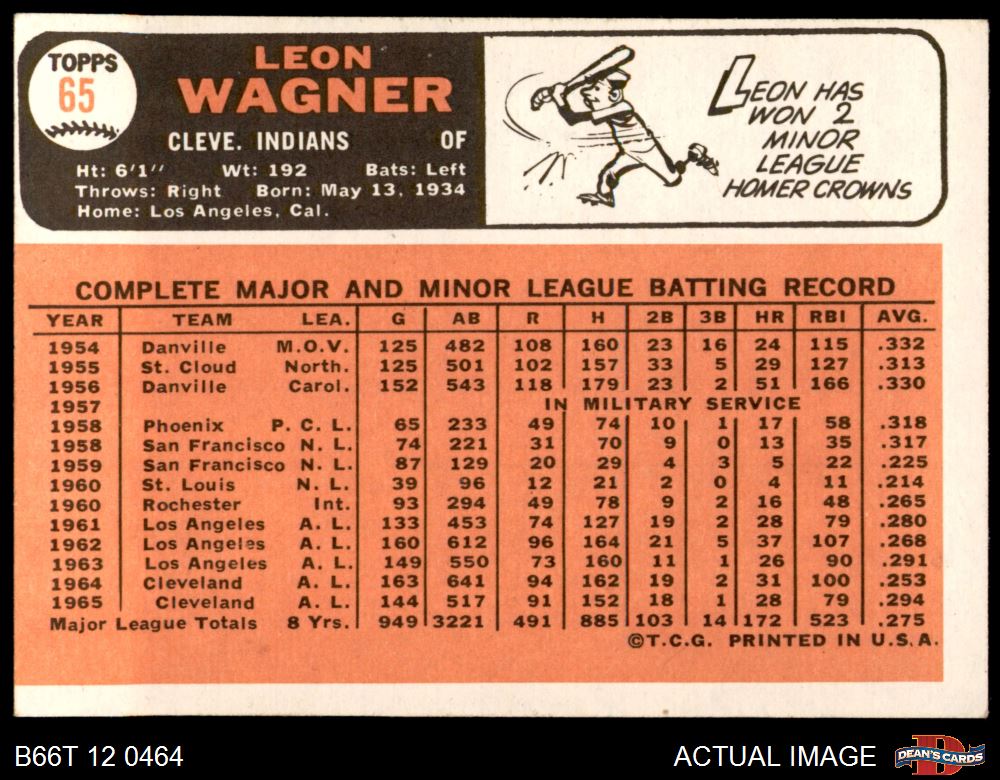 TOPPS
65
LEON
WAGNER
CLEVE. INDIANS OF
Ht: 6'1" Wt: 192 Bats: Left
Throws: Right Born: May 13, 1934
Home: Los Angeles, Cal.
LEON HAS
WON 2
MINOR
LEAGUE
HOMER CROWNS
COMPLETE MAJOR AND MINOR LEAGUE BATTING RECORD
YEAR TEAM LEA. G AB R H 2B 3B HR RBI AVG.
1954 Danville M.O.V. 125 482 108 160 23 16 24 115 .332
1955 St. Cloud North. 125 501 102 157 33 5 29 127 .313
1956 Danville Carol. 152 543 118 179 23 2 51 166 .330
1957 IN MILITARY SERVICE
1958 Phoenix P. C. L. 65 233 49 74 10 1 17 58 .318
1958 San Francisco N. L. 74 221 31 70 9 0 13 35 .317
1959 San Francisco N. L. 87 129 20 29 4 3 5 22 .225
1960 St. Louis N. L. 39 96 12 21 2 0 4 11 .214
1960 Rochester Int. 93 294 49 78 9 2 16 48 .265
1961 Los Angeles A. L. 133 453 74 127 19 2 28 79 .280
1962 Los Angeles A. L. 160 612 96 164 21 5 37 107 .268
1963 Los Angeles A. L. 149 550 73 160 11 1 26 90 .291
1964 Cleveland A. L. 163 641 94 162 19 2 31 100 .253
1965 Cleveland A. L. 144 517 91 152 18 1 28 79 .294
Major League Totals 8 Yrs. 949 3221 491 885 103 14 172 523 .275
©T.C.G. PRINTED IN U.S.A.
B66T 12 0464
ACTUAL IMAGE
DEAN'S CARDS